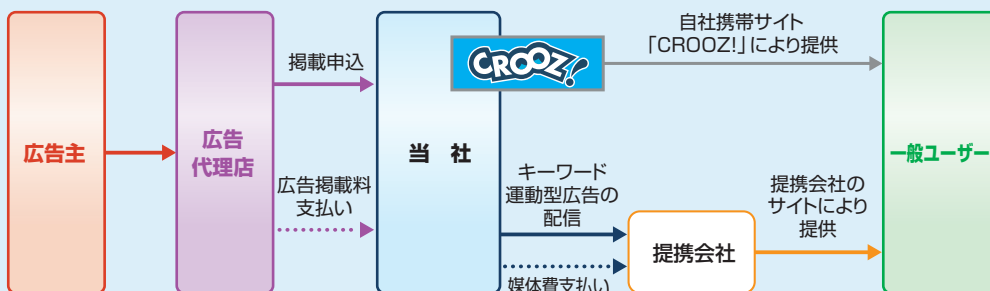 広告主
広告
代理店
掲載申込
広告掲載料
支払い
当 社
CROOZ!
自社携帯サイト
「CROOZ!」により提供
キーワード
運動型広告の
配信
媒体費支払い
提携会社
提携会社の
サイトにより
提供
一般ユーザー